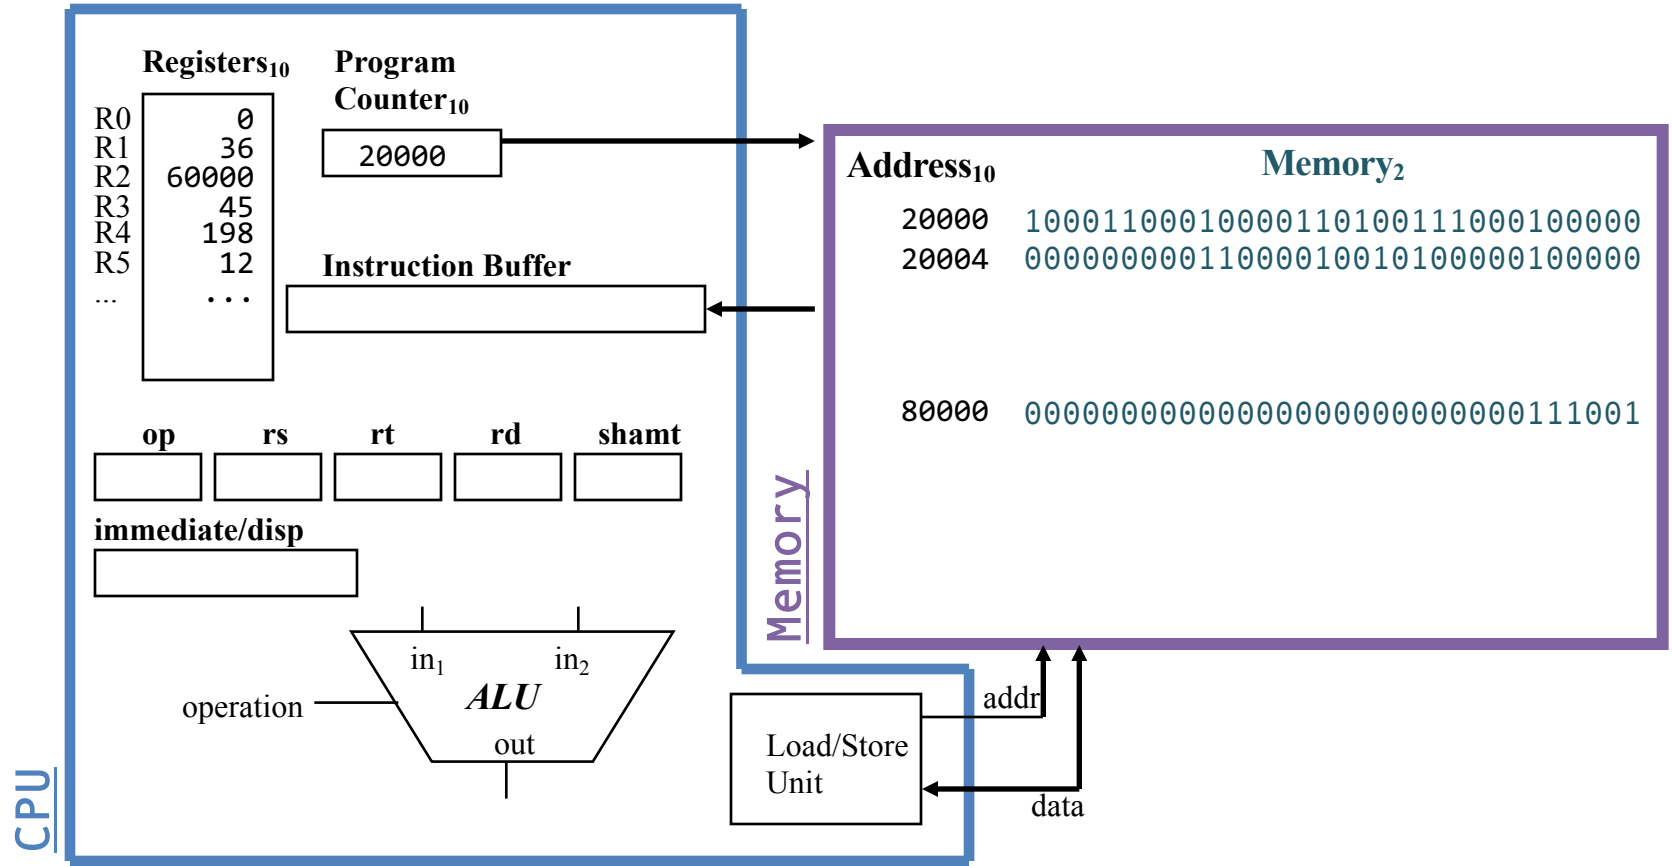 Registers10
Program
Counter10
R0 0
R1 36
R2 60000
R3 45
R4 198
R5 12
... ...
20000
Instruction Buffer
op rs rt rd shamt
immediate/disp
in1 in2
ALU
operation
out
CPU
Load/Store
Unit
addr
data
Memory
Address10 Memory2
20000 10001100010000110100111000100000
20004 00000000011000010010100000100000
80000 00000000000000000000000000111001